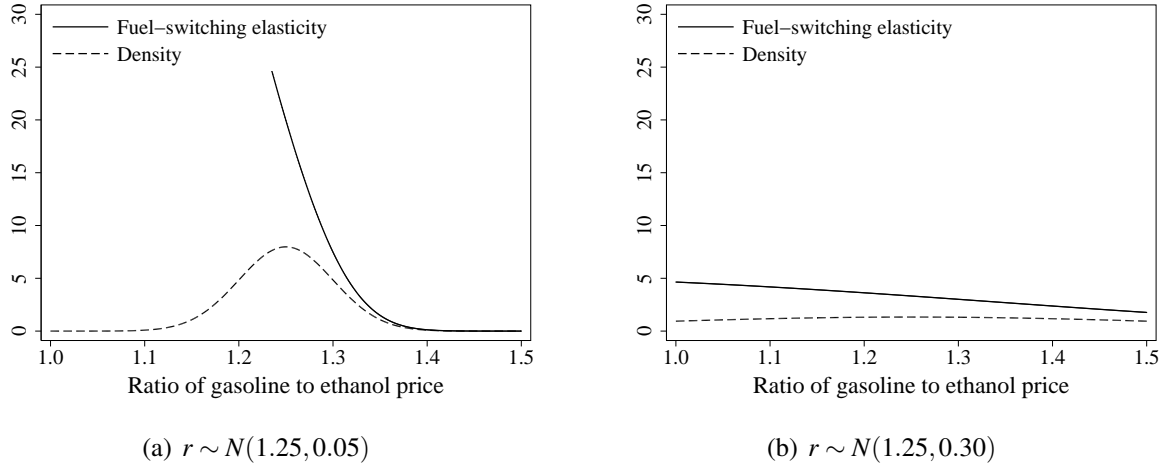 Fuel−switching elasticity
Density
30
25
20
15
10
5
0
1.0 1.1 1.2 1.3 1.4 1.5
Ratio of gasoline to ethanol price
(a) r ∼ N(1.25,0.05)
Fuel−switching elasticity
Density
30
25
20
15
10
5
0
1.0 1.1 1.2 1.3 1.4 1.5
Ratio of gasoline to ethanol price
(b) r ∼ N(1.25,0.30)